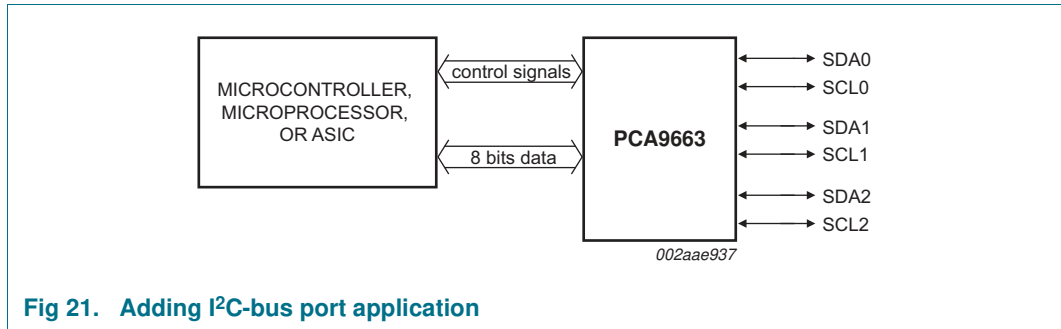 MICROCONTROLLER,
MICROPROCESSOR,
OR ASIC
control signals
8 bits data
PCA9663
SDA0
SCL0
SDA1
SCL1
SDA2
SCL2
002aae937
Fig 21. Adding I²C-bus port application